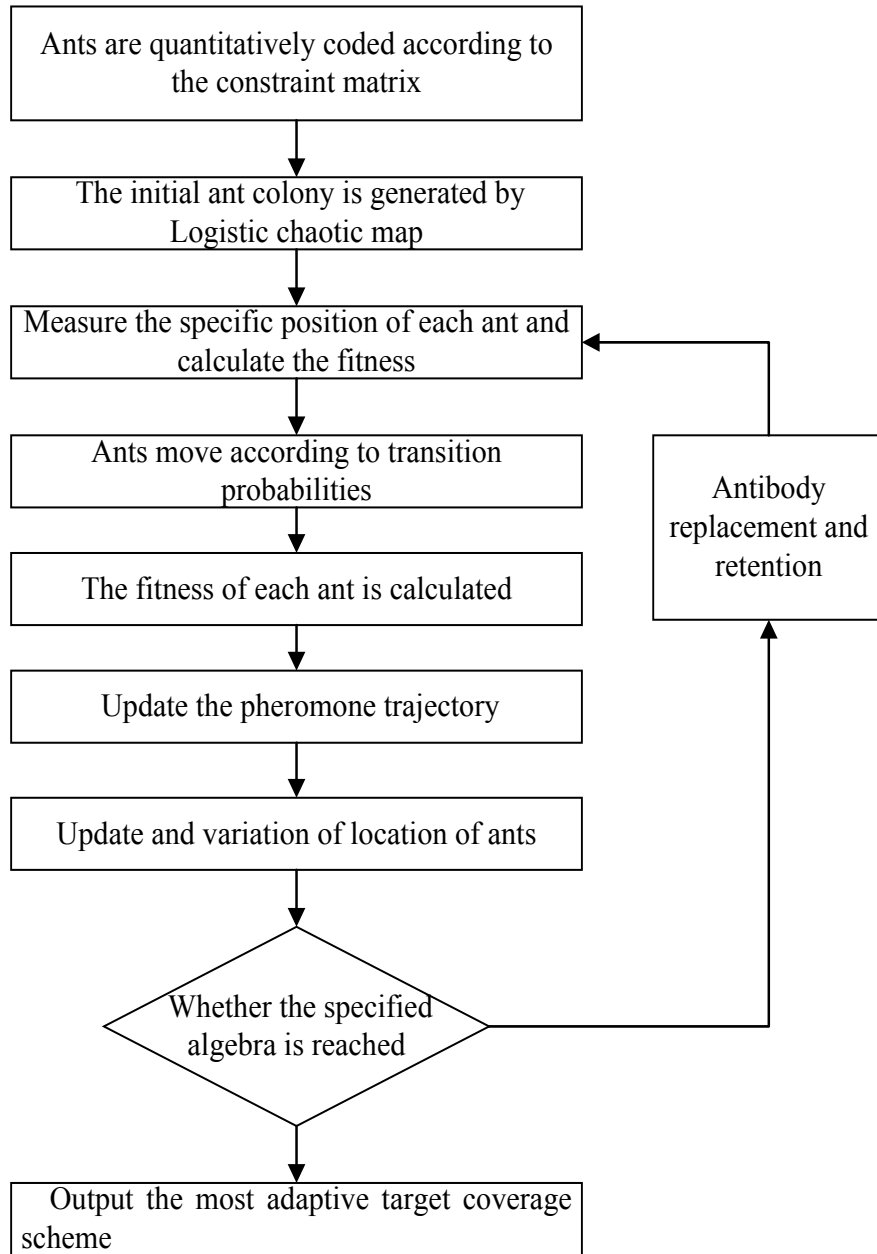 Ants are quantitatively coded according to
the constraint matrix
The initial ant colony is generated by
Logistic chaotic map
Measure the specific position of each ant and
calculate the fitness
Ants move according to transition
probabilities
Antibody
replacement and
retention
The fitness of each ant is calculated
Update the pheromone trajectory
Update and variation of location of ants
Whether the specified
algebra is reached
Output the most adaptive target coverage
scheme